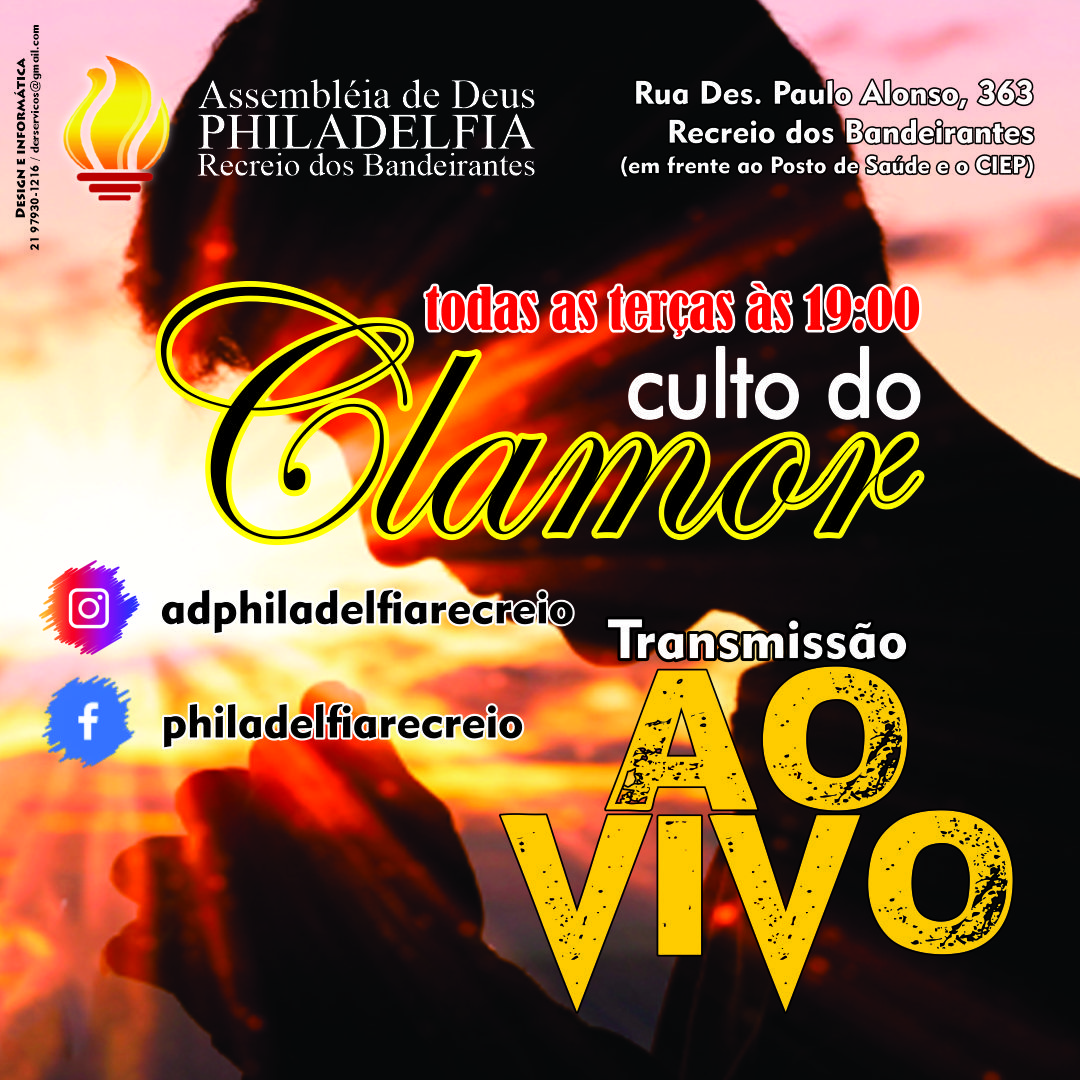 DESIGN E INFORMÁTICA
21 97930-1216 / derservicos@gmail.com
Assembléia de Deus
PHILADELFIA
Recreio dos Bandeirantes
Rua Des. Paulo Alonso, 363
Recreio dos Bandeirantes
(em frente ao Posto de Saúde e o CIEP)
todas as terças às 19:00
culto do
Clamor
adphiladelfiarecreio
philadelfiarecreio
Transmissão
AO
VIVO